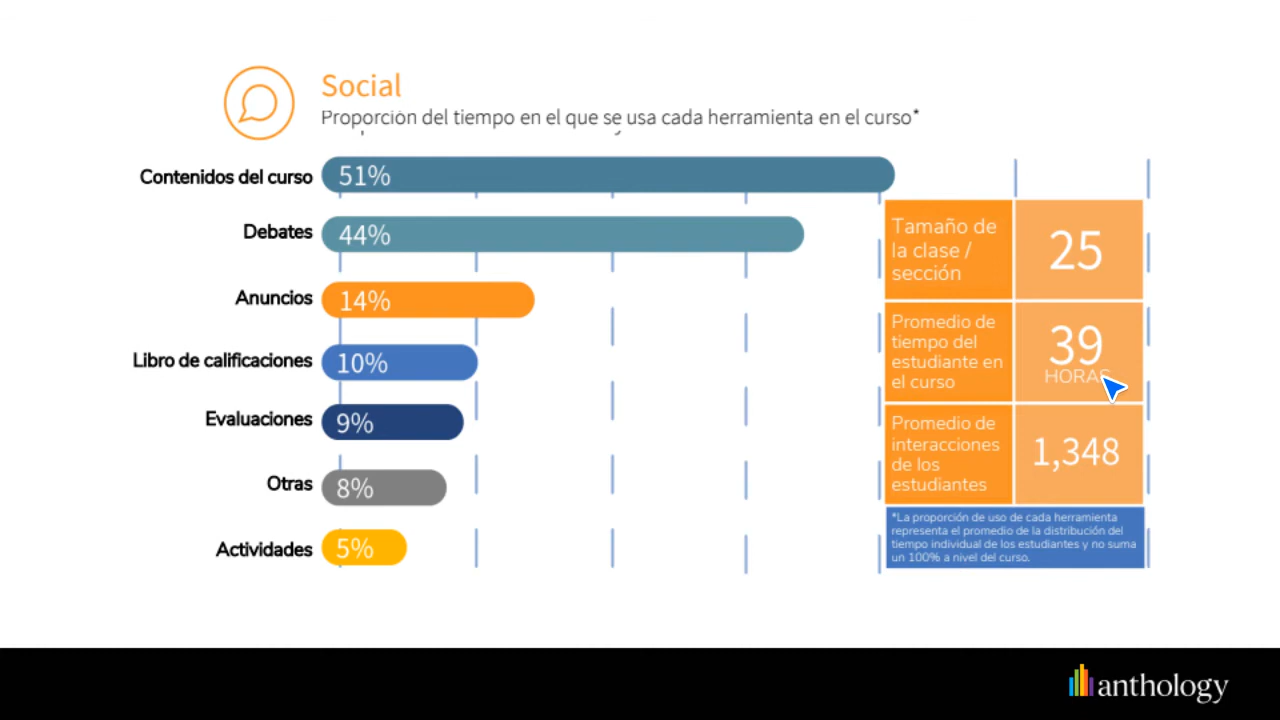 Social
Proporción del tiempo en el que se usa cada herramienta en el curso*
Contenidos del curso
51%
Debates
44%
Anuncios
14%
Libro de calificaciones
10%
Evaluaciones
9%
Otras
8%
Actividades
5%
Tamaño de
la clase /
sección
25
Promedio de
tiempo del
estudiante en
el curso
39
HORAS
Promedio de
interacciones
de los
estudiantes
1,348
*La proporción de uso de cada herramienta
representa el promedio de la distribución del
tiempo individual de los estudiantes y no suma
un 100% a nivel del curso.
anthology